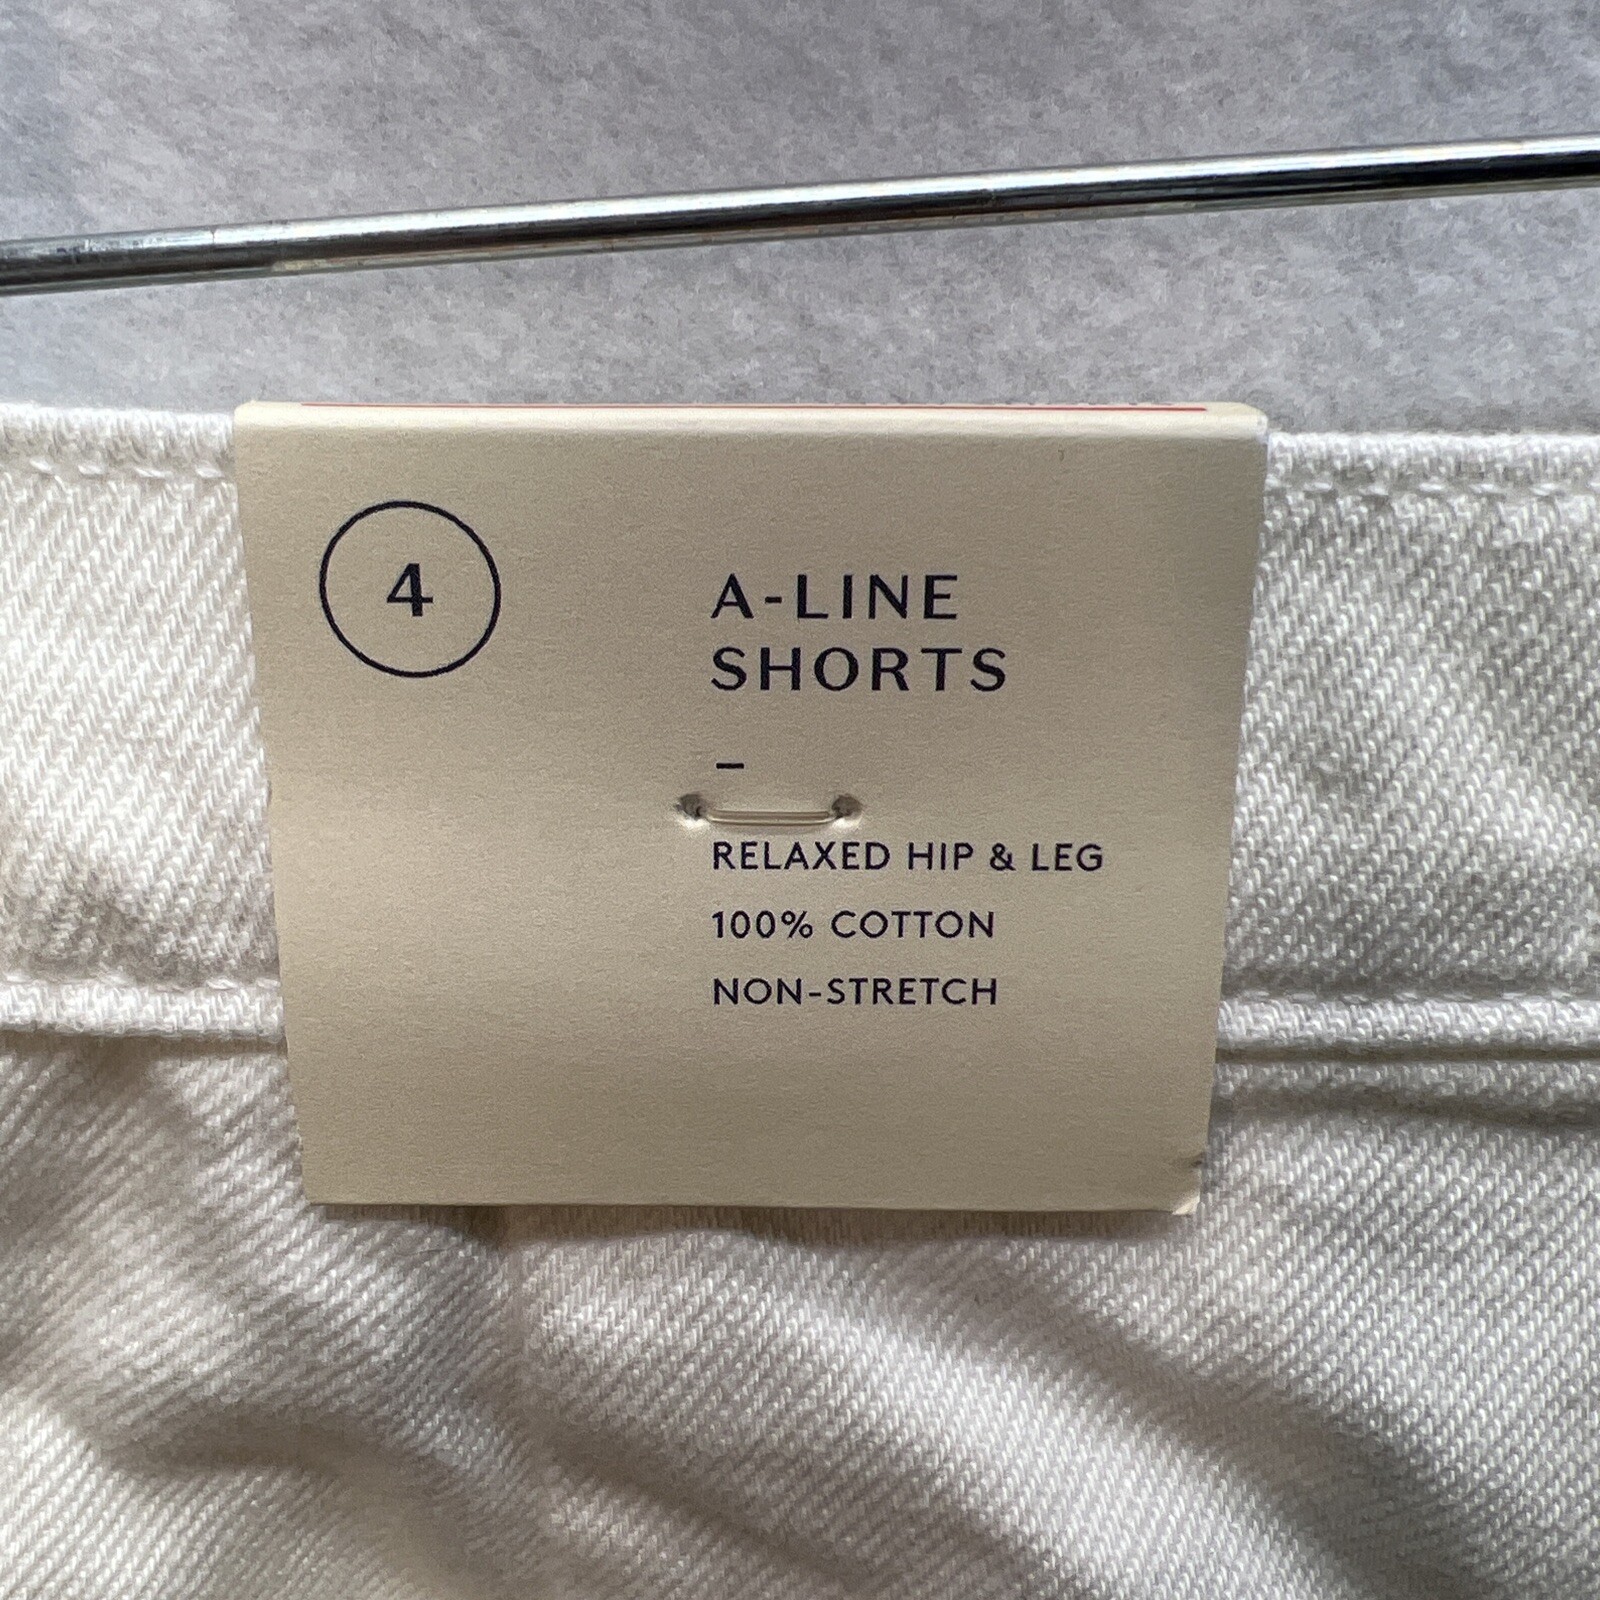 4
A-LINE
SHORTS
–
RELAXED HIP & LEG
100% COTTON
NON-STRETCH